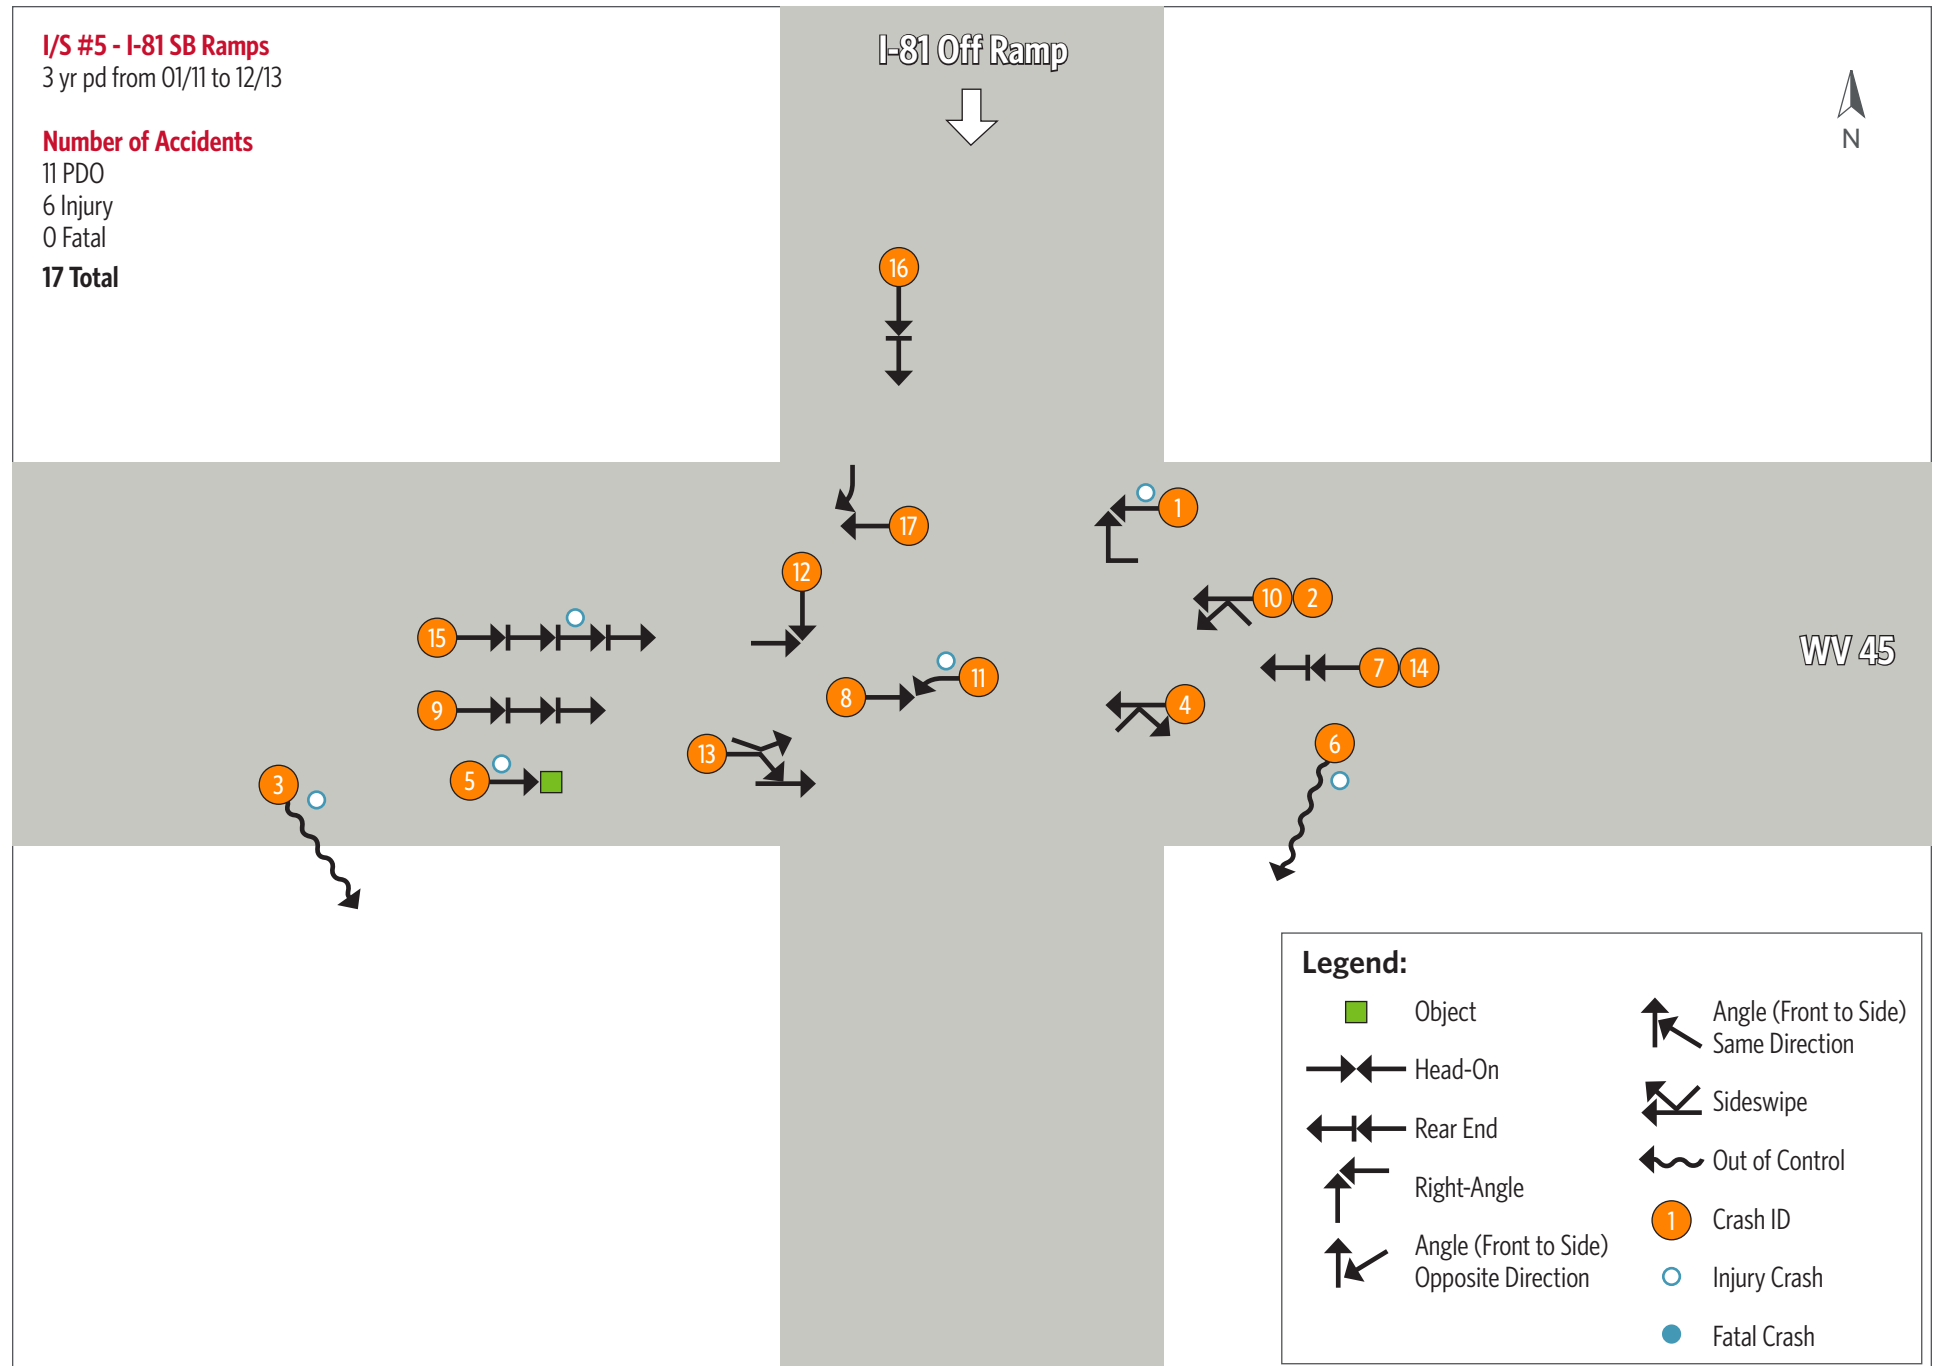 I/S #5 - I-81 SB Ramps
3 yr pd from 01/11 to 12/13
Number of Accidents
11 PDO
6 Injury
0 Fatal
17 Total
I-81 Off Ramp
N
16
1
17
12
10
2
15
WV 45
7
14
11
8
4
9
6
13
5
3
Legend:
Object
Head-On
Rear End
Right-Angle
Angle (Front to Side)
Opposite Direction
Angle (Front to Side)
Same Direction
Sideswipe
Out of Control
1
Crash ID
Injury Crash
Fatal Crash